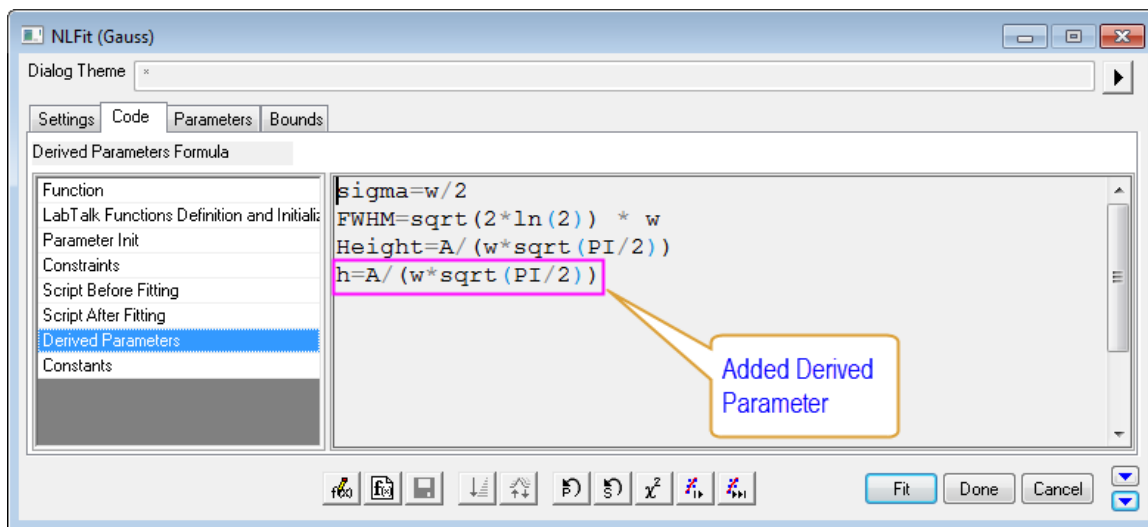 NLFit (Gauss)
Dialog Theme *
Settings Code Parameters Bounds
Derived Parameters Formula
Function
LabTalk Functions Definition and Initializ
Parameter Init
Constraints
Script Before Fitting
Script After Fitting
Derived Parameters
Constants
sigma=w/2
FWHM=sqrt(2*ln(2)) * w
Height=A/(w*sqrt(PI/2))
h=A/(w*sqrt(PI/2))
Added Derived
Parameter
f(x) P S χ² Fit Done Cancel